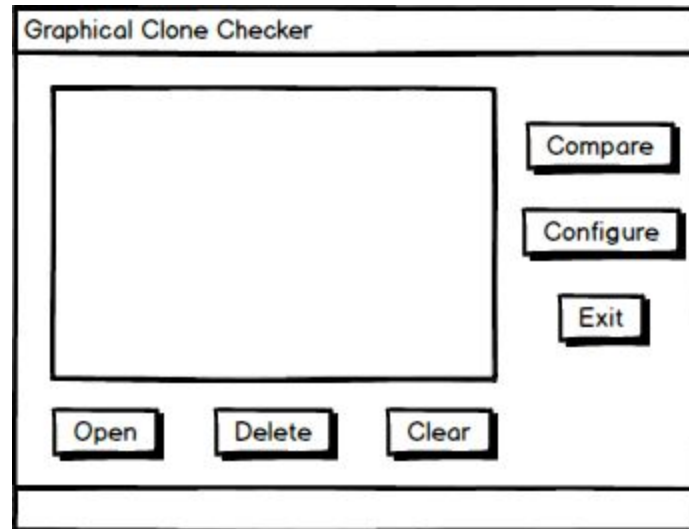 Graphical Clone Checker
Compare
Configure
Exit
Open Delete Clear